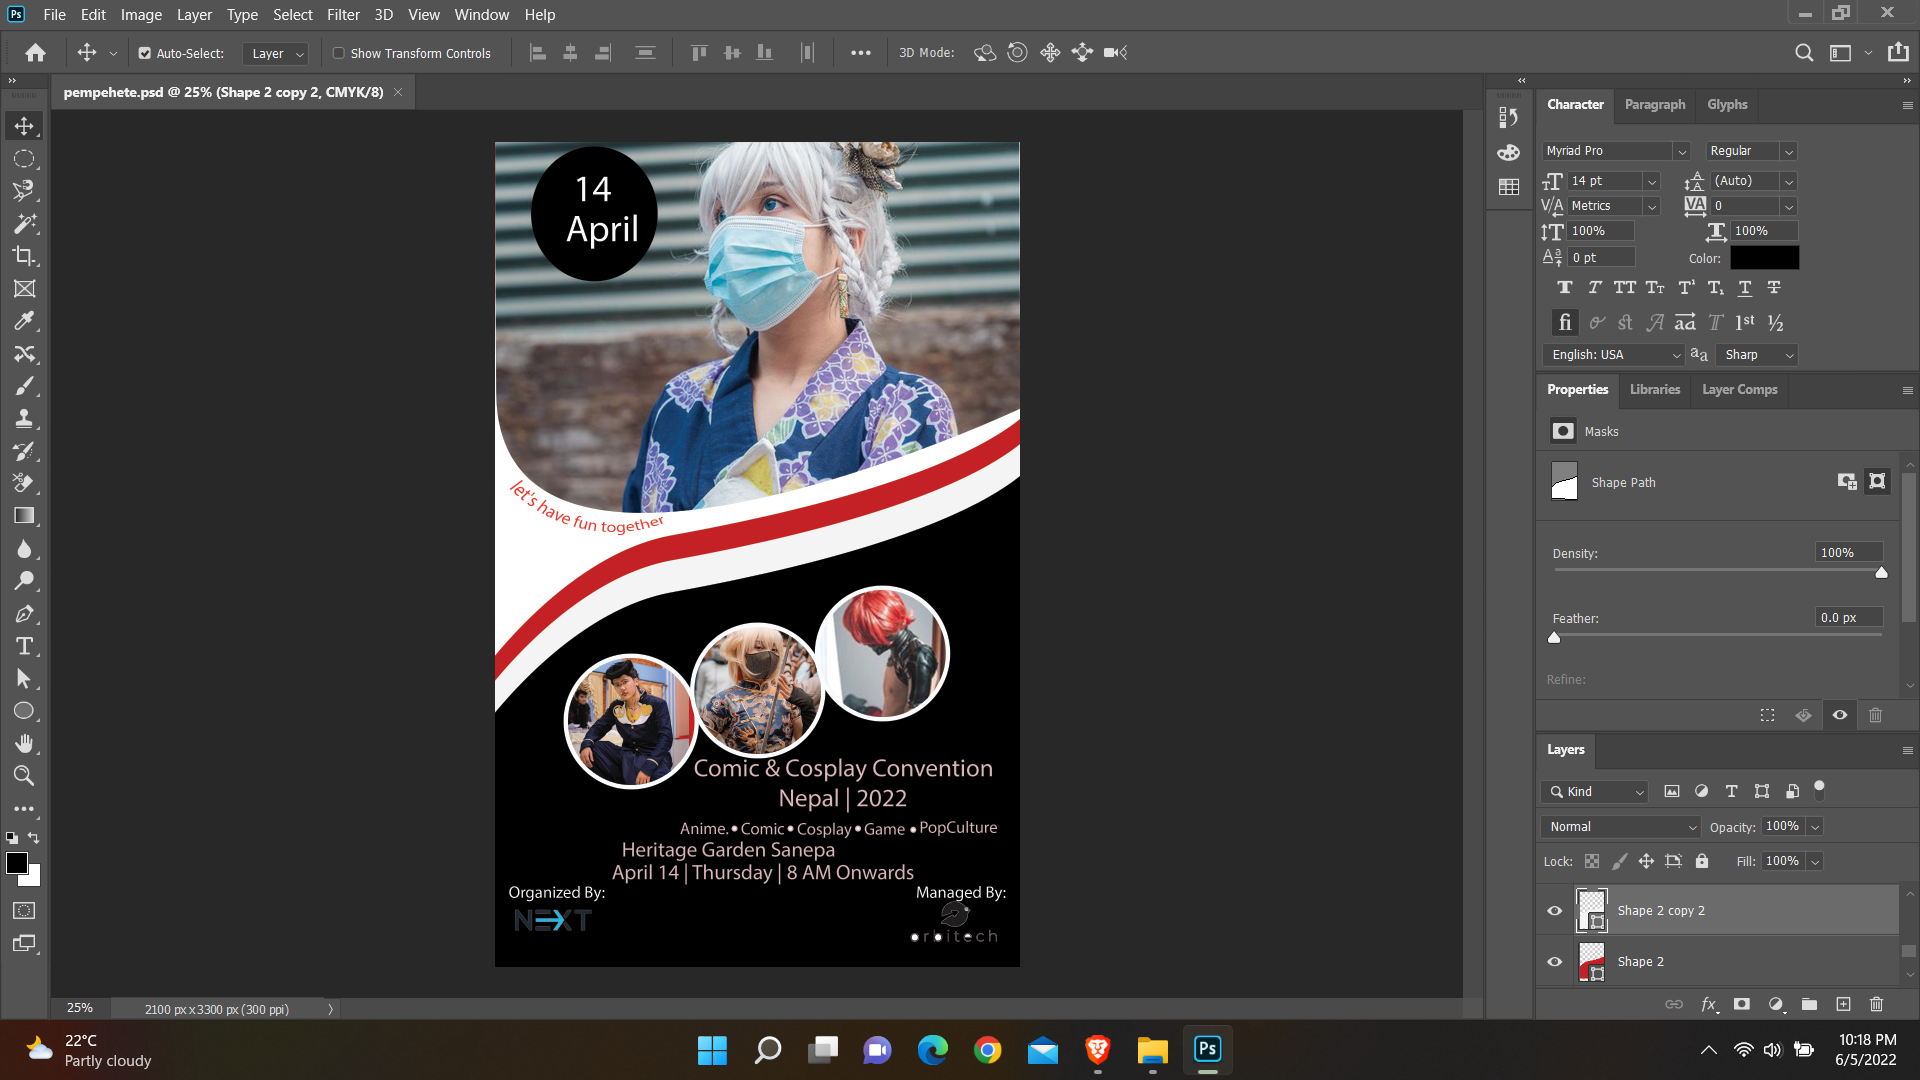 File Edit Image Layer Type Select Filter 3D View Window Help
Auto-Select: Layer Show Transform Controls 3D Mode:
pempehete.psd @ 25% (Shape 2 copy 2, CMYK/8)
14
April
let's have fun together
Comic & Cosplay Convention
Nepal | 2022
Anime. • Comic • Cosplay • Game • PopCulture
Heritage Garden Sanepa
April 14 | Thursday | 8 AM Onwards
Organized By:
Managed By:
NEXT
orbitech
25% 2100 px x 3300 px (300 ppi)
Character Paragraph Glyphs
Myriad Pro Regular
14 pt (Auto)
Metrics 0
100% 100%
0 pt Color:
English: USA Sharp
Properties Libraries Layer Comps
Masks
Shape Path
Density: 100%
Feather: 0.0 px
Refine:
Layers
Kind
Normal Opacity: 100%
Lock: Fill: 100%
Shape 2 copy 2
Shape 2
22°C
Partly cloudy
Ps
10:18 PM
6/5/2022